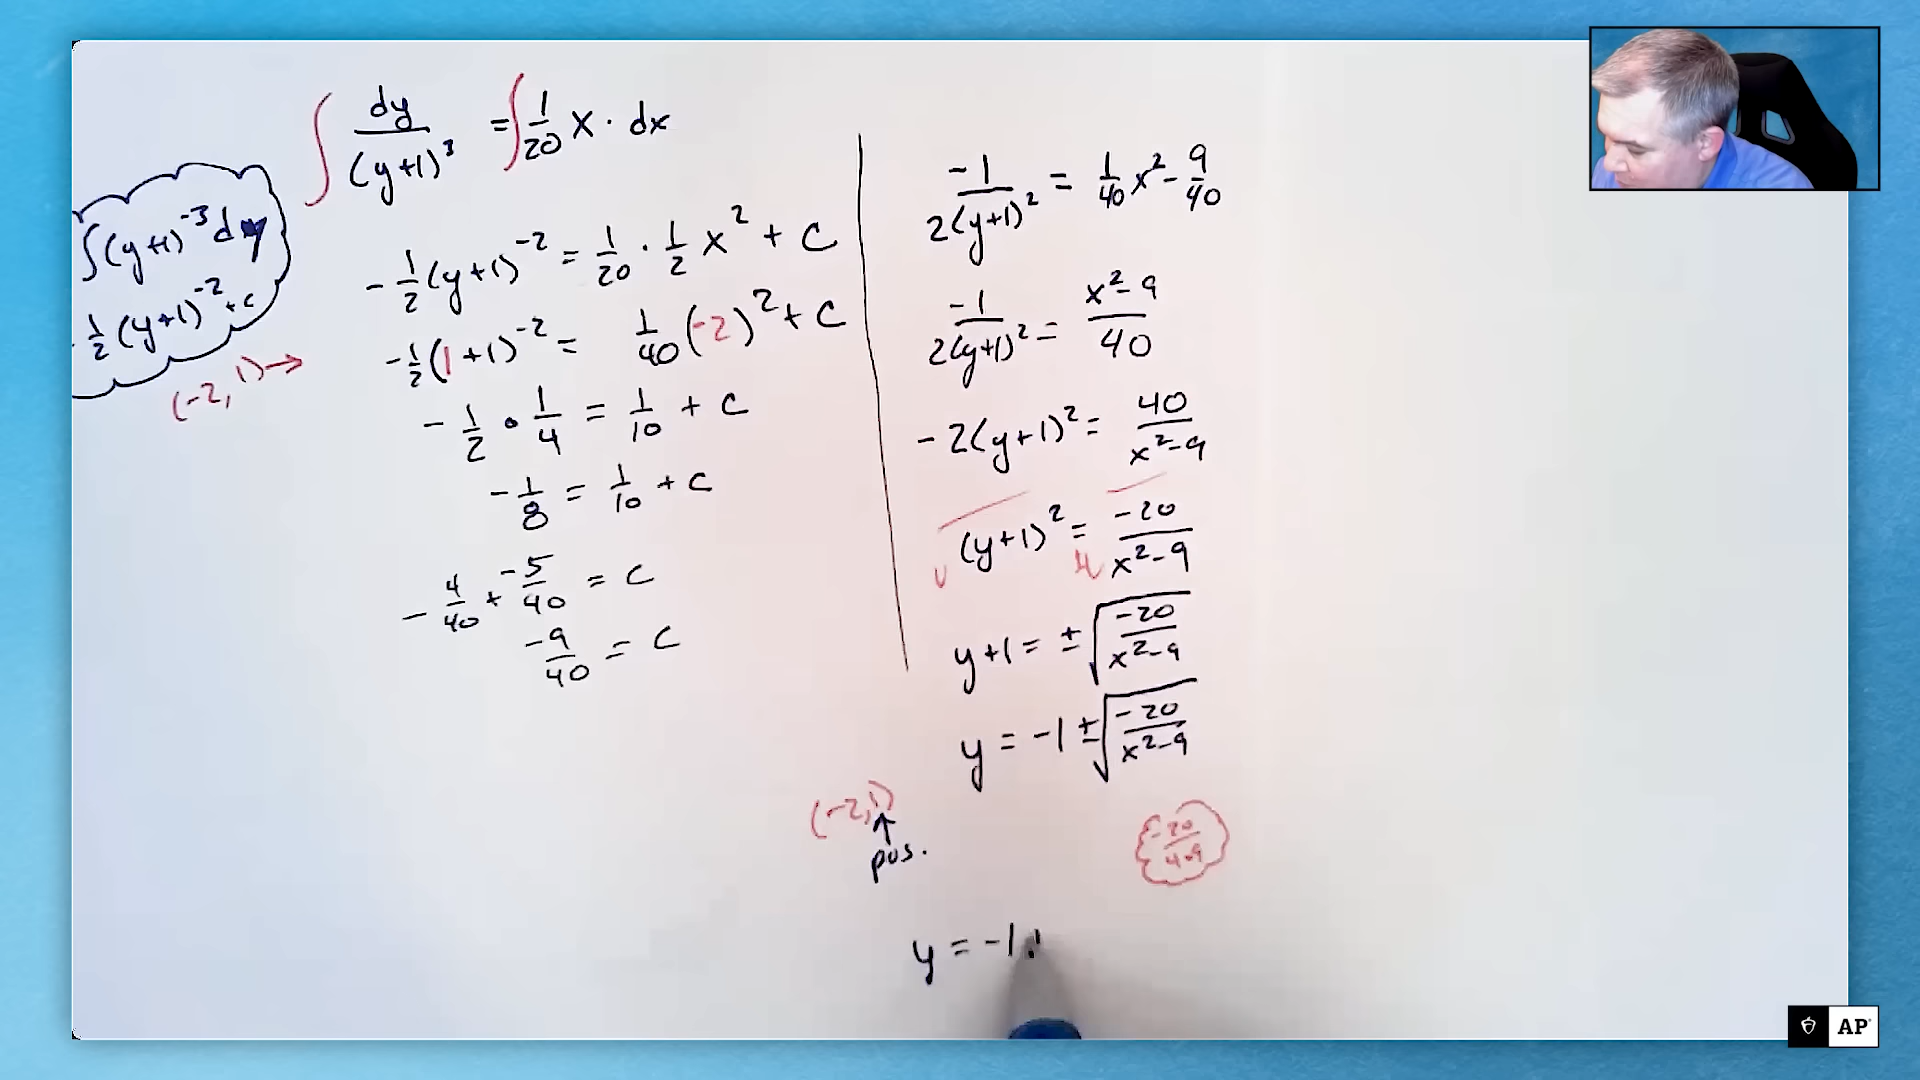 ∫ dy/(y+1)³ = ∫ 1/20 x · dx
∫(y+1)⁻³ dy
-1/2 (y+1)⁻² + c
(-2, 1) →
-1/2 (y+1)⁻² = 1/20 · 1/2 x² + C
-1/2 (1+1)⁻² = 1/40 (-2)² + C
-1/2 · 1/4 = 1/10 + C
-1/8 = 1/10 + C
-4/40 + -5/40 = C
-9/40 = C
-1/2(y+1)² = 1/40 x² - 9/40
-1/2(y+1)² = x²-9/40
-2(y+1)² = 40/x²-9
(y+1)² = -20/x²-9
y+1 = ±√-20/x²-9
y = -1 ±√-20/x²-9
(-2, 1)
↑
pos.
-20/4-9
y = -1
AP